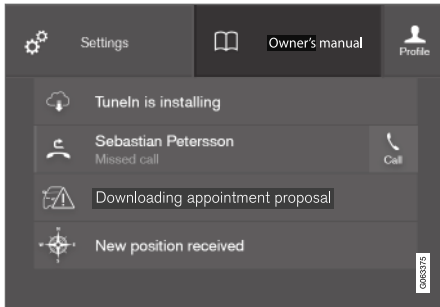 Settings
Owner's manual
Profile
TuneIn is installing
Sebastian Petersson
Missed call
Call
Downloading appointment proposal
New position received
G063375